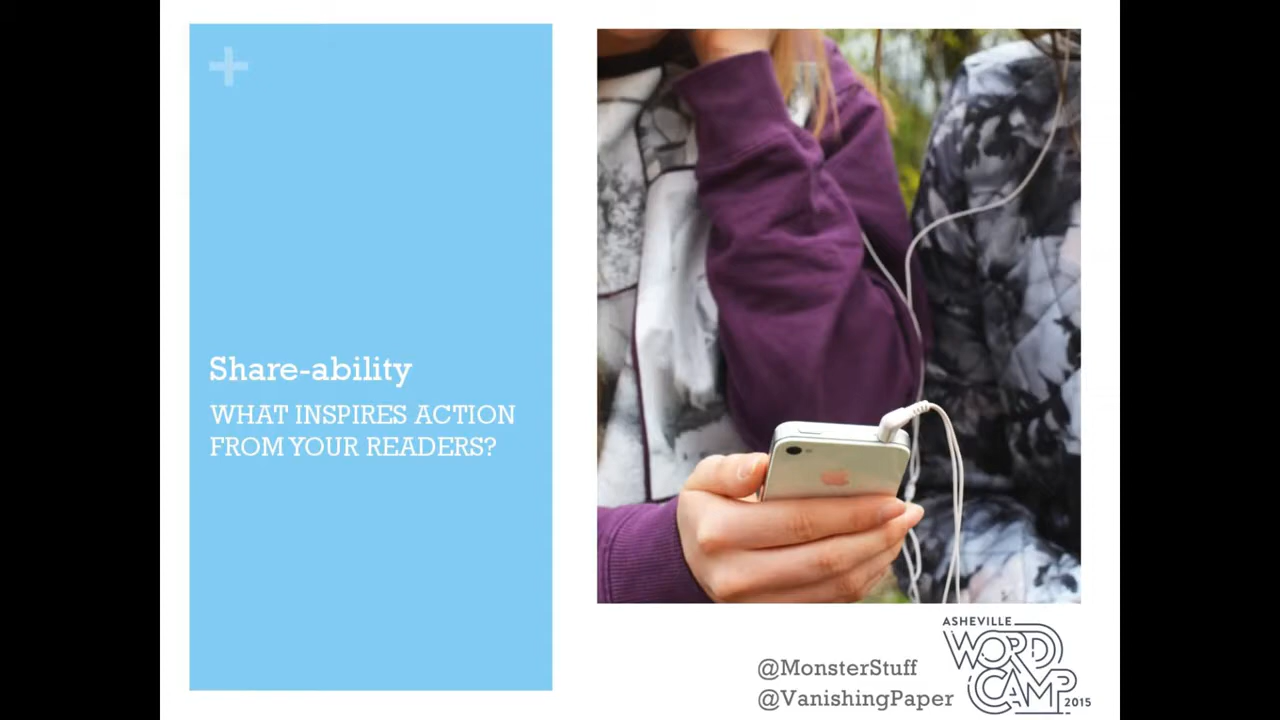 Share-ability
WHAT INSPIRES ACTION
FROM YOUR READERS?
@MonsterStuff
@VanishingPaper
ASHEVILLE
WORD
CAMP
2015